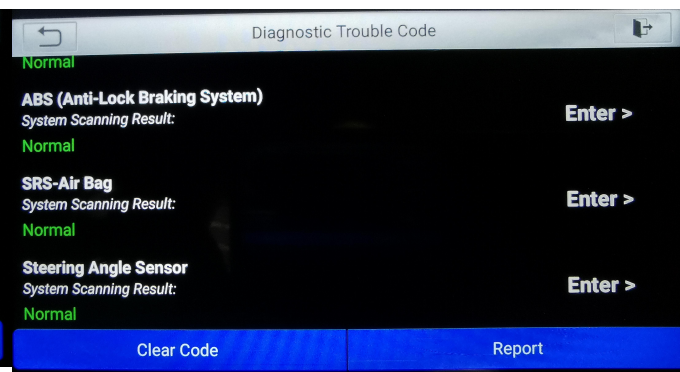 Diagnostic Trouble Code
Normal
ABS (Anti-Lock Braking System)
System Scanning Result:
Enter >
Normal
SRS-Air Bag
System Scanning Result:
Enter >
Normal
Steering Angle Sensor
System Scanning Result:
Enter >
Normal
Clear Code
Report